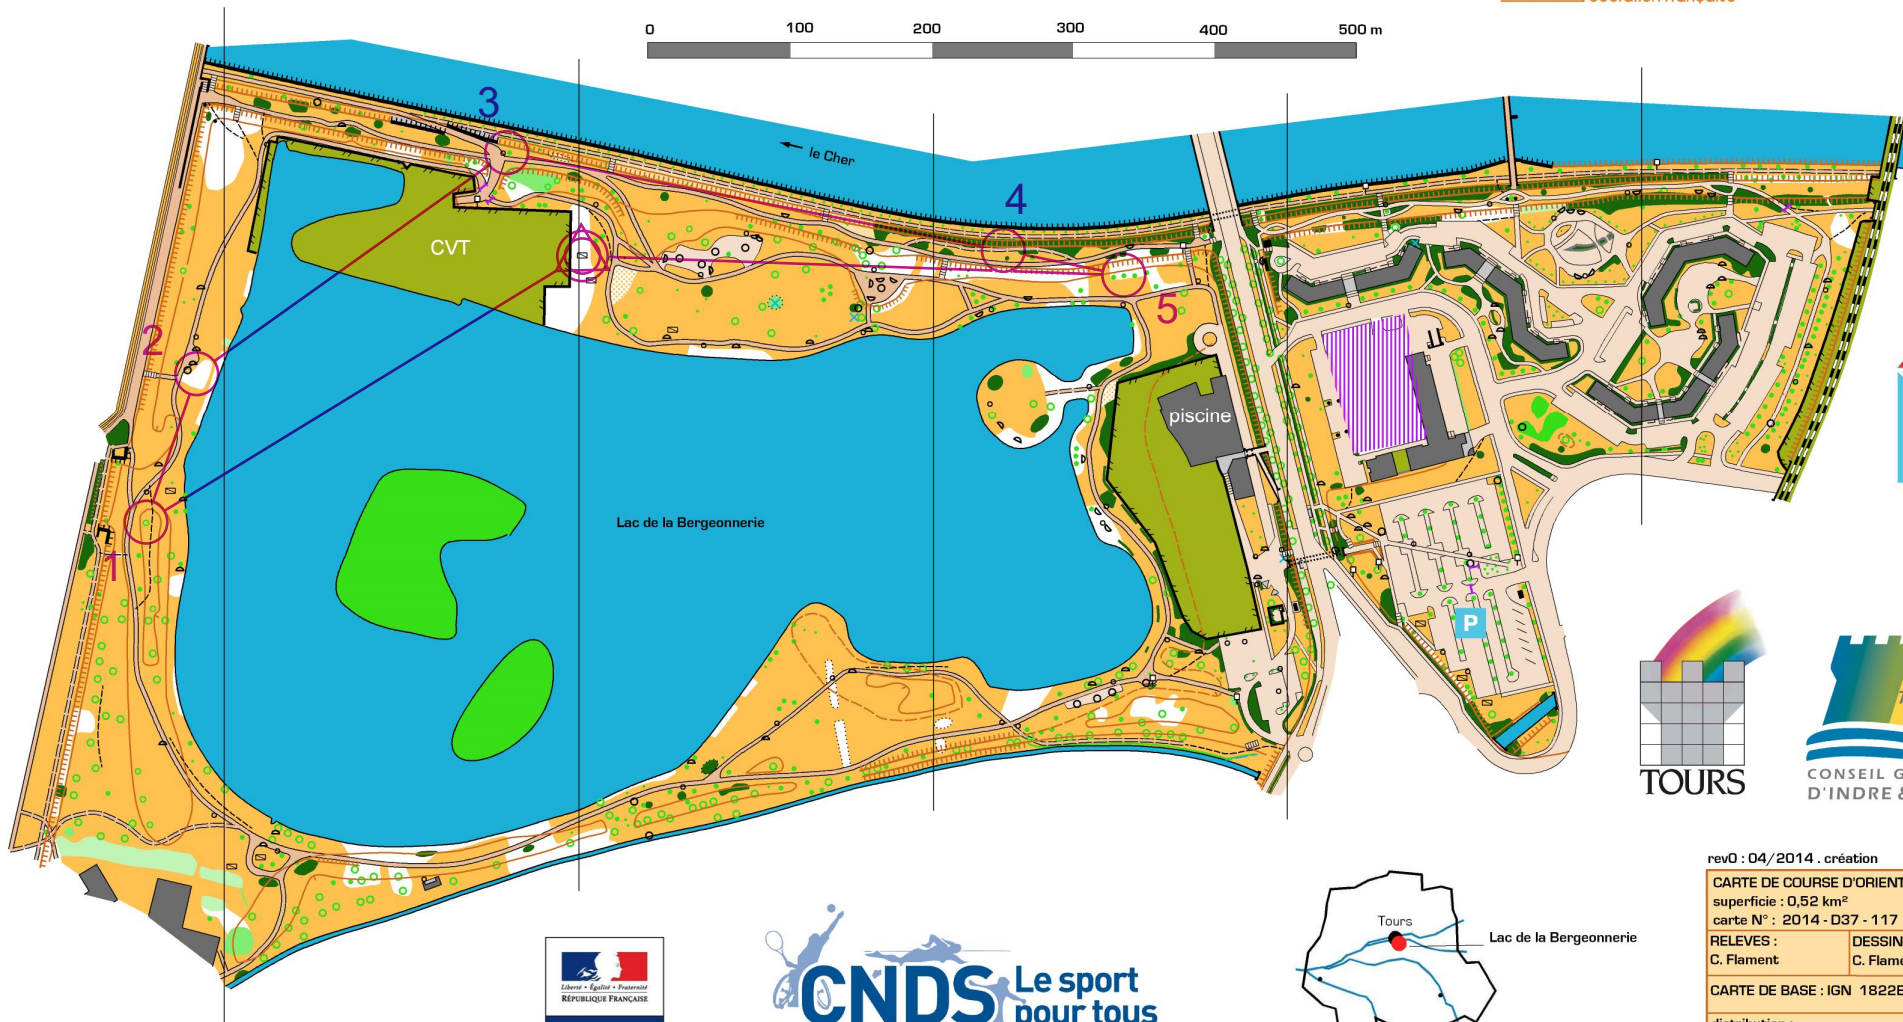 0 100 200 300 400 500 m
3
le Cher
4
CVT
2
5
piscine
Lac de la Bergeonnerie
1
P
TOURS
CONSEIL G
D'INDRE &
rev0 : 04/2014 . création
CARTE DE COURSE D'ORIENT
superficie : 0,52 km²
carte N° : 2014 - D37 - 117
RELEVES :
C. Flament
DESSIN
C. Flame
CARTE DE BASE : IGN 1822E
Tours
Lac de la Bergeonnerie
Liberté • Égalité • Fraternité
RÉPUBLIQUE FRANÇAISE
CNDS
Le sport
pour tous